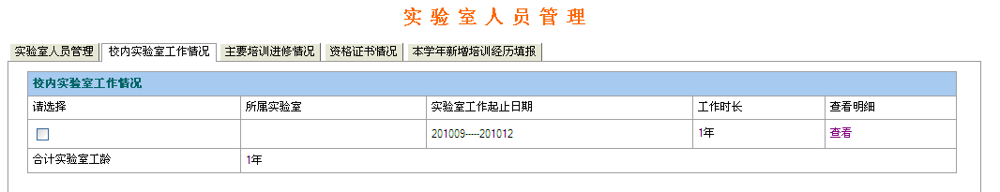 实验室人员管理
实验室人员管理 校内实验室工作情况 主要培训进修情况 资格证书情况 本学年新增培训经历填报
校内实验室工作情况
请选择 所属实验室 实验室工作起止日期 工作时长 查看明细
201009-----201012 1年 查看
合计实验室工龄 1年